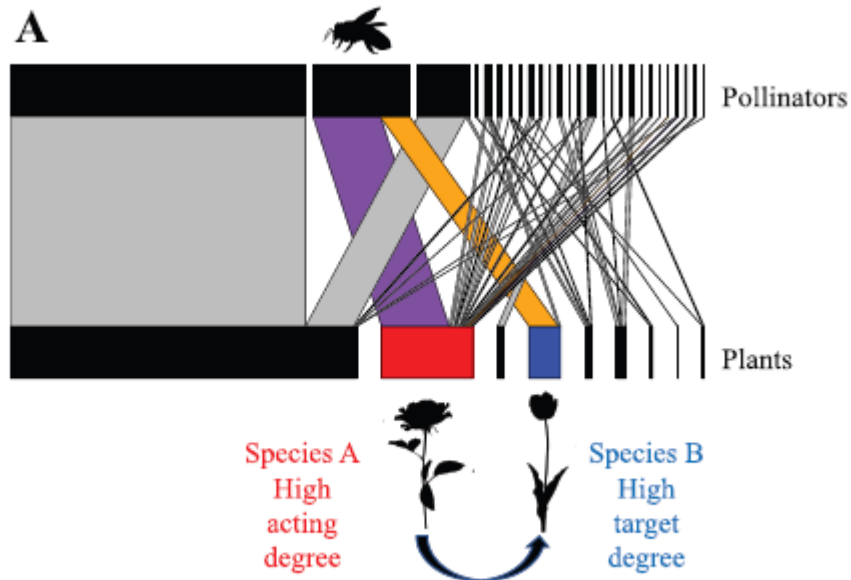 A
Pollinators
Plants
Species A
High
acting
degree
Species B
High
target
degree